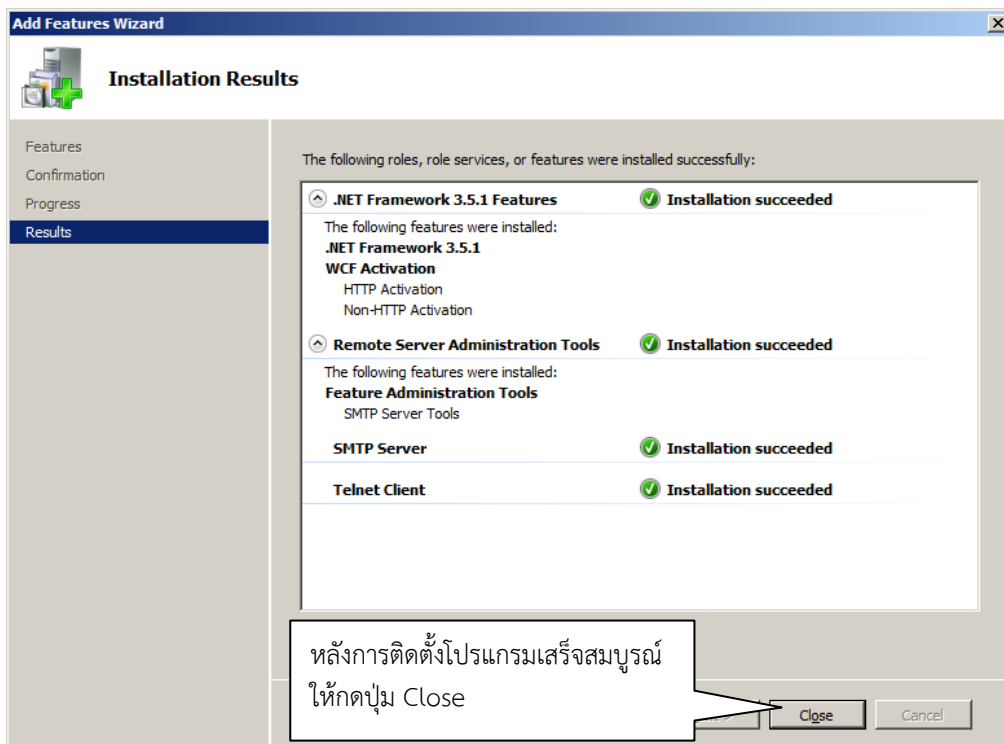 Add Features Wizard
Installation Results
Features
Confirmation
Progress
Results
The following roles, role services, or features were installed successfully:
.NET Framework 3.5.1 Features Installation succeeded
The following features were installed:
.NET Framework 3.5.1
WCF Activation
HTTP Activation
Non-HTTP Activation
Remote Server Administration Tools Installation succeeded
The following features were installed:
Feature Administration Tools
SMTP Server Tools
SMTP Server Installation succeeded
Telnet Client Installation succeeded
หลังการติดตั้งโปรแกรมเสร็จสมบูรณ์
ให้กดปุ่ม Close
Close Cancel